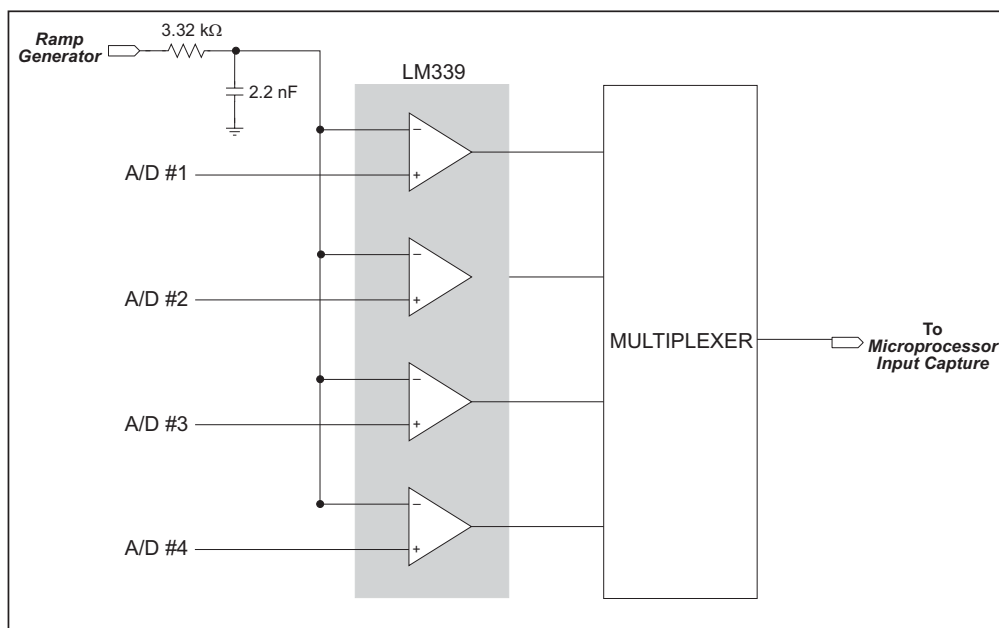 Ramp
Generator
3.32 kΩ
2.2 nF
LM339
−
+
A/D #1
−
+
A/D #2
−
+
A/D #3
−
+
A/D #4
MULTIPLEXER
To
Microprocessor
Input Capture